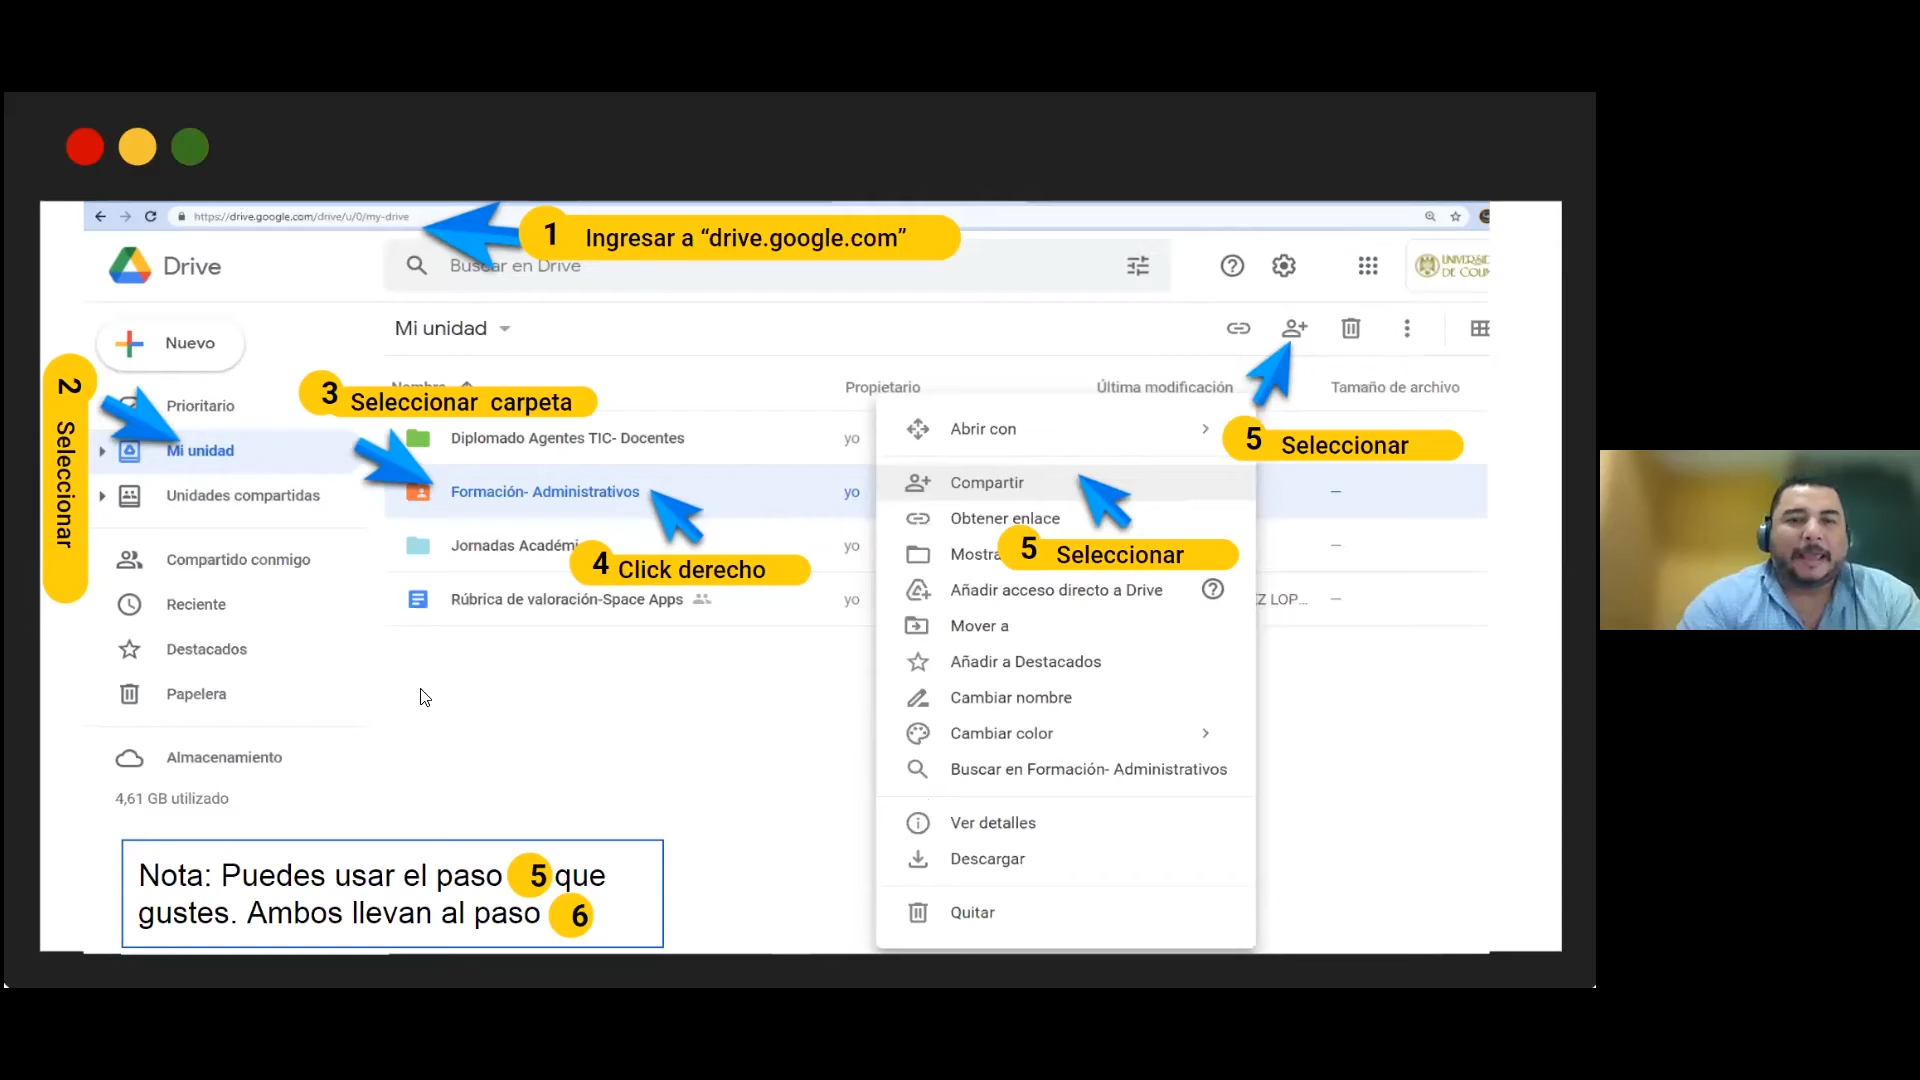 https://drive.google.com/drive/u/0/my-drive
1 Ingresar a “drive.google.com”
Drive
Buscar en Drive
Nuevo
Mi unidad
2 Seleccionar
Prioritario
Mi unidad
Unidades compartidas
Compartido conmigo
Reciente
Destacados
Papelera
Almacenamiento
4,61 GB utilizado
Nombre
Propietario
Última modificación
Tamaño de archivo
3 Seleccionar carpeta
Diplomado Agentes TIC- Docentes
yo
Formación- Administrativos
yo
—
Jornadas
yo
—
4 Click derecho
Rúbrica de valoración-Space Apps
yo
—
5 Seleccionar
Abrir con
Compartir
Obtener enlace
5 Seleccionar
Añadir acceso directo a Drive
Mover a
Añadir a Destacados
Cambiar nombre
Cambiar color
Buscar en Formación- Administrativos
Ver detalles
Descargar
Quitar
Nota: Puedes usar el paso 5 que
gustes. Ambos llevan al paso 6